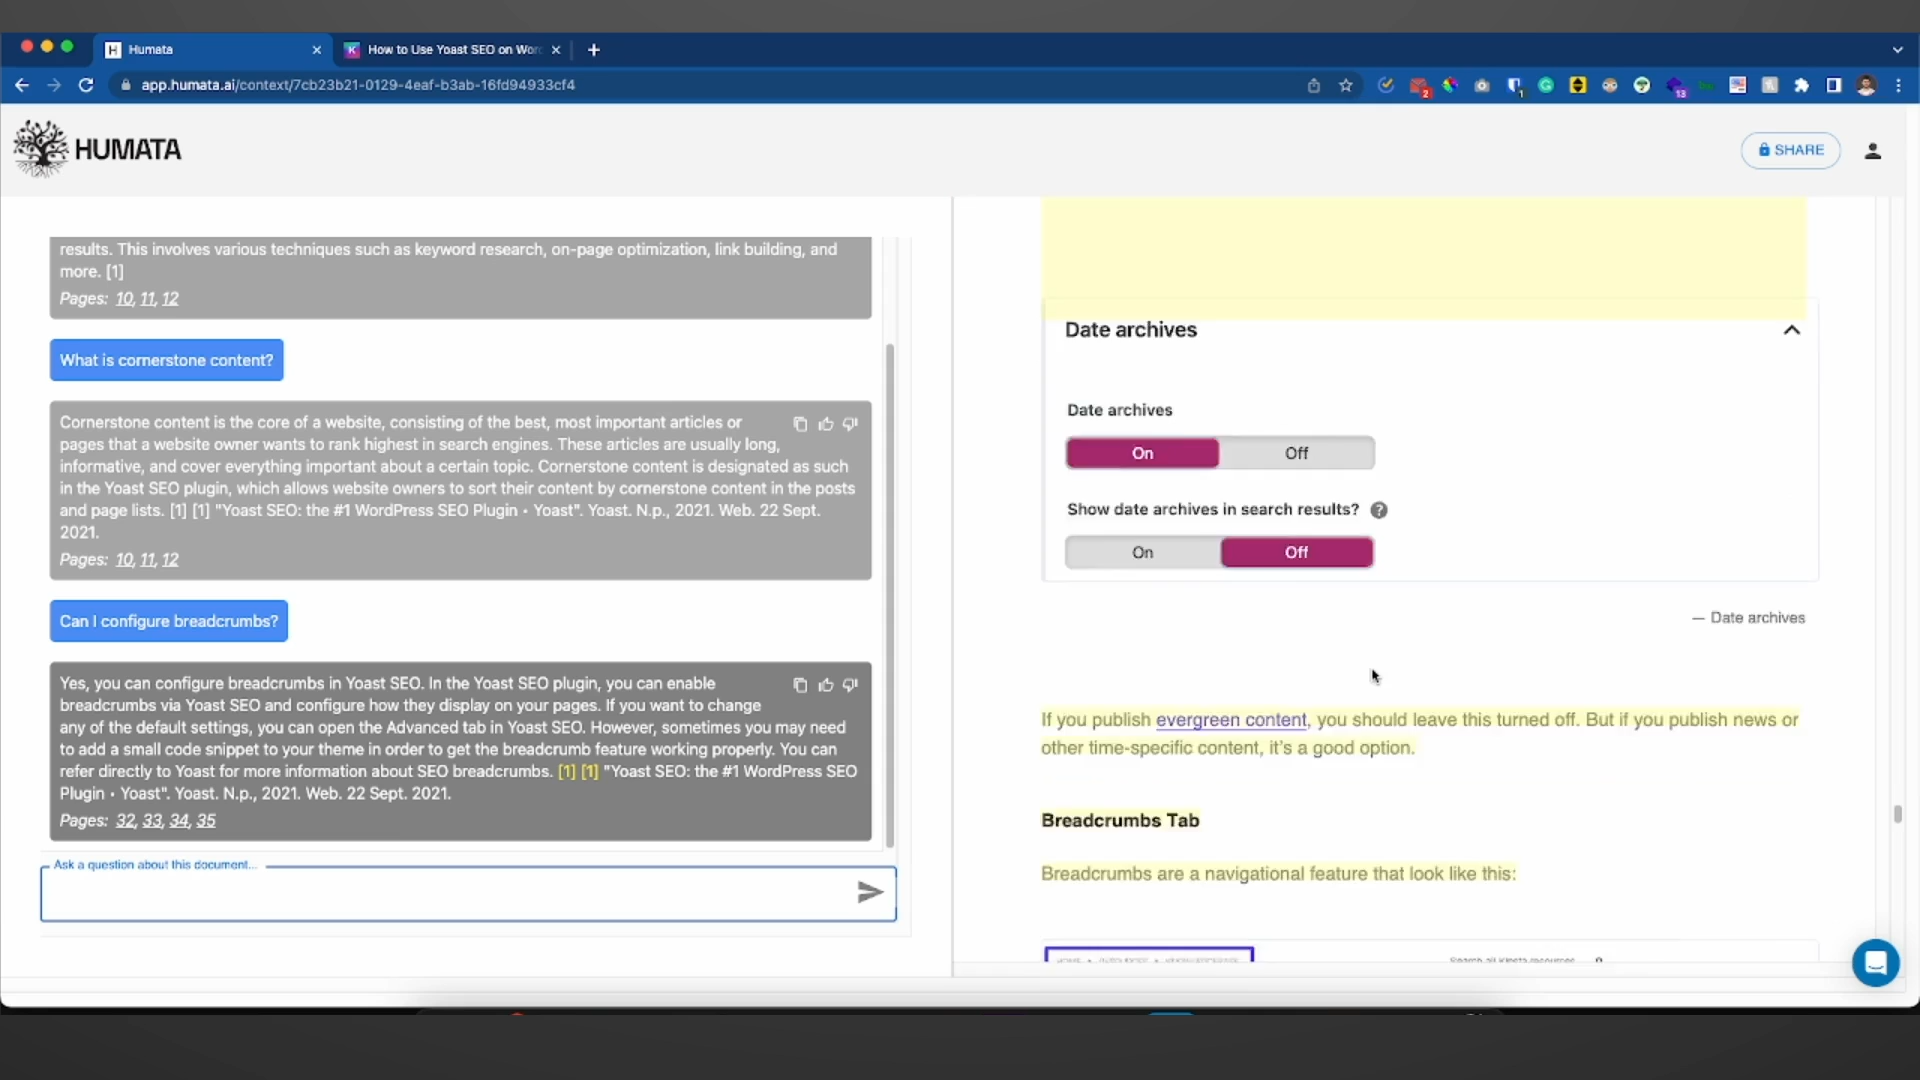 Humata
How to Use Yoast SEO on Wor
app.humata.ai/context/7cb23b21-0129-4eaf-b3ab-16fd94933cf4
2
1
13
HUMATA
SHARE
results. This involves various techniques such as keyword research, on-page optimization, link building, and
more. [1]
Pages: 10, 11, 12
What is cornerstone content?
Cornerstone content is the core of a website, consisting of the best, most important articles or
pages that a website owner wants to rank highest in search engines. These articles are usually long,
informative, and cover everything important about a certain topic. Cornerstone content is designated as such
in the Yoast SEO plugin, which allows website owners to sort their content by cornerstone content in the posts
and page lists. [1] [1] "Yoast SEO: the #1 WordPress SEO Plugin • Yoast". Yoast. N.p., 2021. Web. 22 Sept.
2021.
Pages: 10, 11, 12
Can I configure breadcrumbs?
Yes, you can configure breadcrumbs in Yoast SEO. In the Yoast SEO plugin, you can enable
breadcrumbs via Yoast SEO and configure how they display on your pages. If you want to change
any of the default settings, you can open the Advanced tab in Yoast SEO. However, sometimes you may need
to add a small code snippet to your theme in order to get the breadcrumb feature working properly. You can
refer directly to Yoast for more information about SEO breadcrumbs. [1] [1] "Yoast SEO: the #1 WordPress SEO
Plugin • Yoast". Yoast. N.p., 2021. Web. 22 Sept. 2021.
Pages: 32, 33, 34, 35
Ask a question about this document...
Date archives
Date archives
On Off
Show date archives in search results? ?
On Off
— Date archives
If you publish evergreen content, you should leave this turned off. But if you publish news or
other time-specific content, it's a good option.
Breadcrumbs Tab
Breadcrumbs are a navigational feature that look like this: